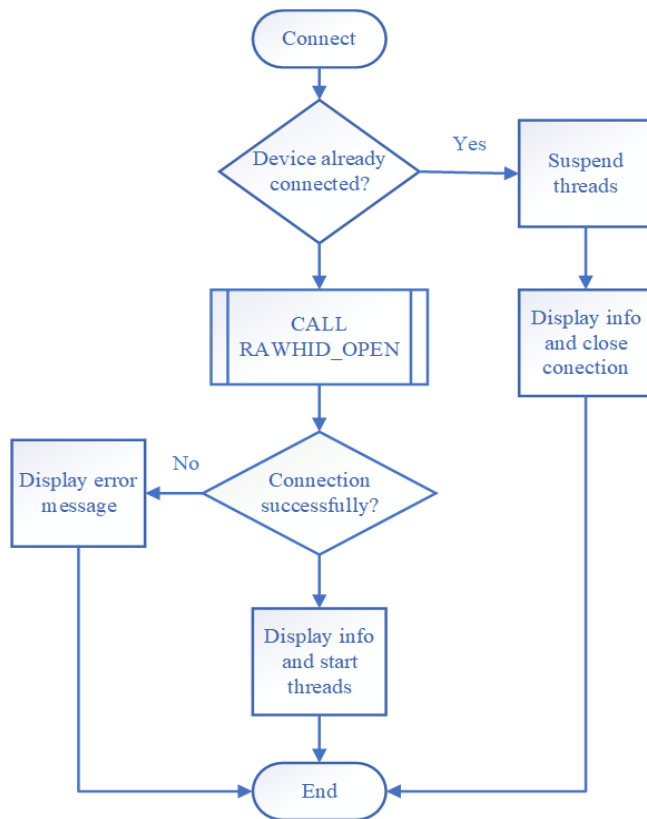 Connect
Device already
connected?
Yes
Suspend
threads
CALL
RAWHID_OPEN
Display info
and close
conection
No
Display error
message
Connection
successfully?
Display info
and start
threads
End